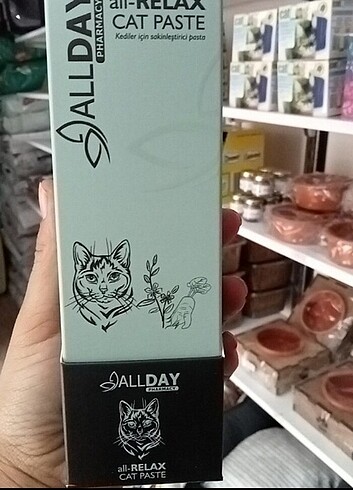 all-RELAX
CAT PASTE
Kediler için sakinleştirici pasta
ALLDAY
PHARMACY
ALLDAY
PHARMACY
all-RELAX
CAT PASTE